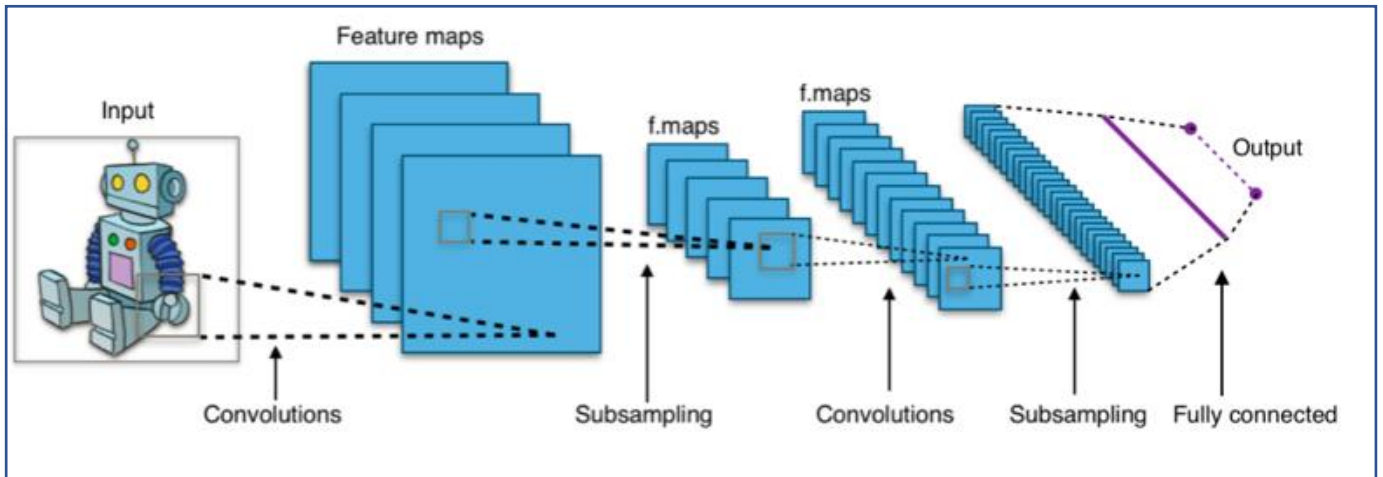 Feature maps
Input
f.maps
f.maps
Output
Convolutions
Subsampling
Convolutions
Subsampling
Fully connected